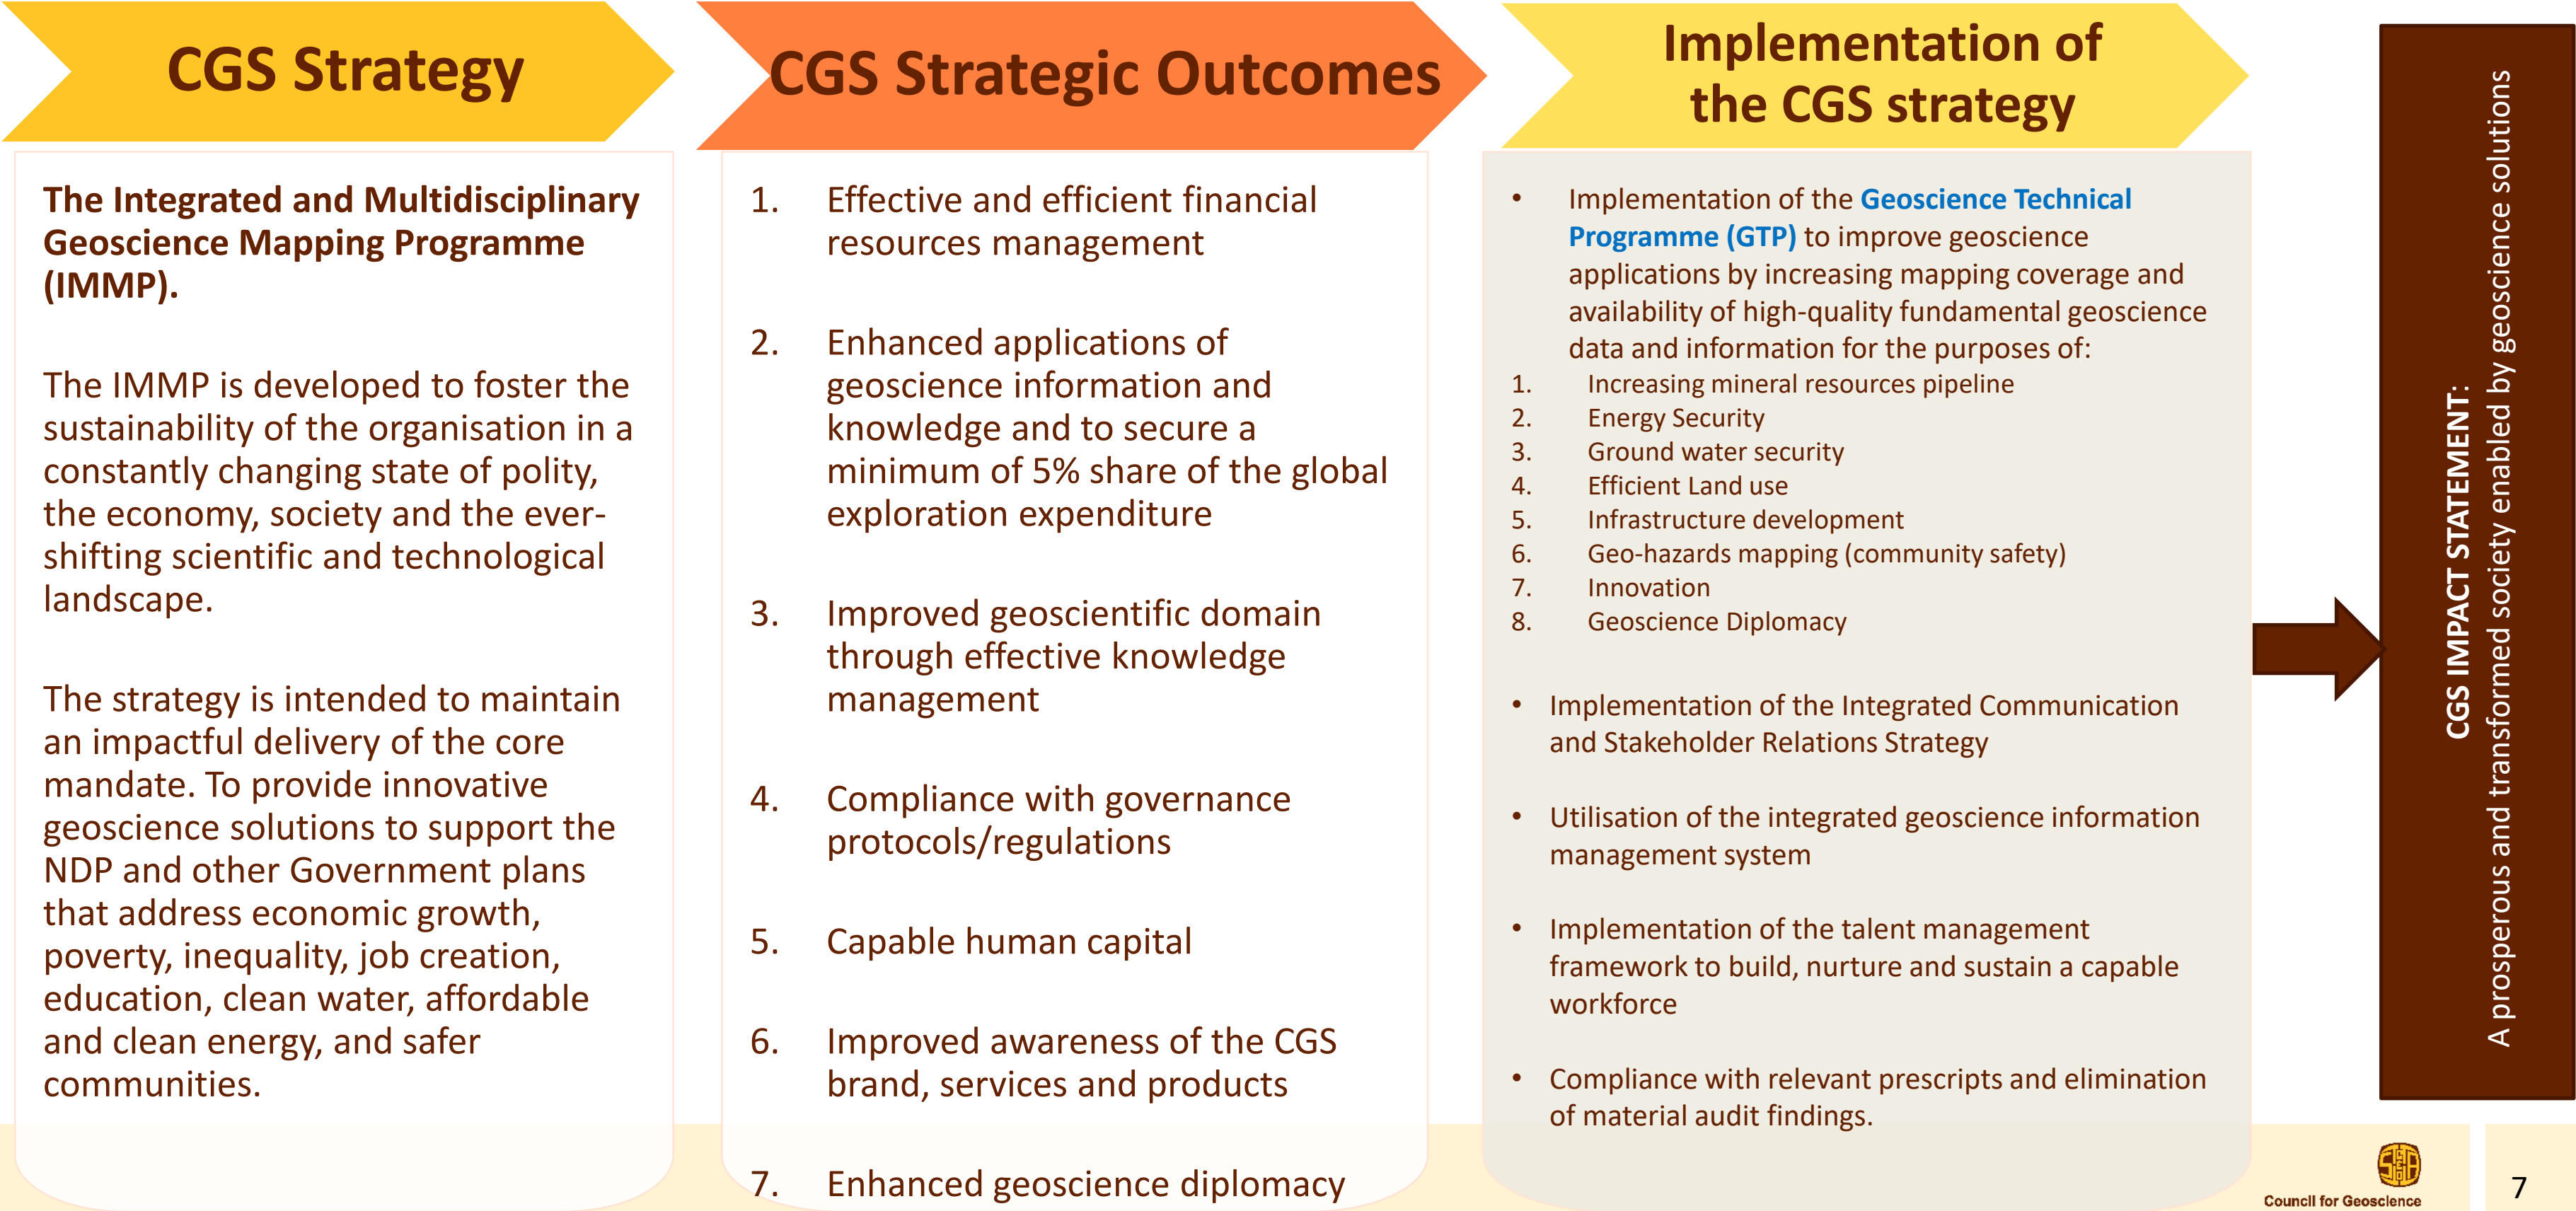 CGS Strategy
The Integrated and Multidisciplinary
Geoscience Mapping Programme
(IMMP).
The IMMP is developed to foster the
sustainability of the organisation in a
constantly changing state of polity,
the economy, society and the ever-
shifting scientific and technological
landscape.
The strategy is intended to maintain
an impactful delivery of the core
mandate. To provide innovative
geoscience solutions to support the
NDP and other Government plans
that address economic growth,
poverty, inequality, job creation,
education, clean water, affordable
and clean energy, and safer
communities.
CGS Strategic Outcomes
1. Effective and efficient financial
resources management
2. Enhanced applications of
geoscience information and
knowledge and to secure a
minimum of 5% share of the global
exploration expenditure
3. Improved geoscientific domain
through effective knowledge
management
4. Compliance with governance
protocols/regulations
5. Capable human capital
6. Improved awareness of the CGS
brand, services and products
7. Enhanced geoscience diplomacy
Implementation of
the CGS strategy
• Implementation of the Geoscience Technical
Programme (GTP) to improve geoscience
applications by increasing mapping coverage and
availability of high-quality fundamental geoscience
data and information for the purposes of:
1. Increasing mineral resources pipeline
2. Energy Security
3. Ground water security
4. Efficient Land use
5. Infrastructure development
6. Geo-hazards mapping (community safety)
7. Innovation
8. Geoscience Diplomacy
• Implementation of the Integrated Communication
and Stakeholder Relations Strategy
• Utilisation of the integrated geoscience information
management system
• Implementation of the talent management
framework to build, nurture and sustain a capable
workforce
• Compliance with relevant prescripts and elimination
of material audit findings.
CGS IMPACT STATEMENT:
A prosperous and transformed society enabled by geoscience solutions
Council for Geoscience
7